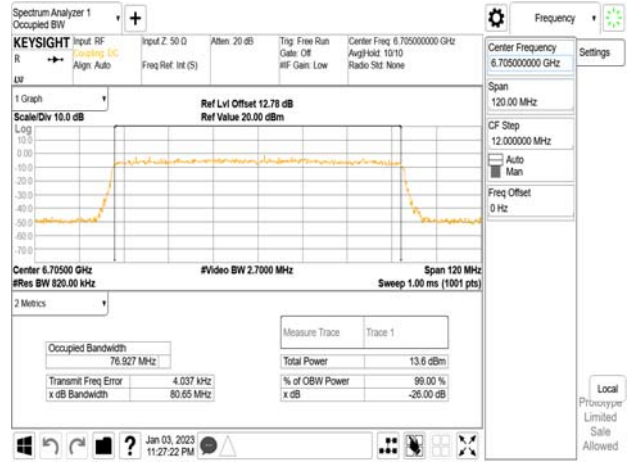 Spectrum Analyzer 1
Occupied BW
+
Frequency
KEYSIGHT
Input: RF
Coupling: DC
Align: Auto
Input Z: 50 Ω
Freq Ref: Int (S)
Atten: 20 dB
Trig: Free Run
Gate: Off
#IF Gain: Low
Center Freq: 6.705000000 GHz
Avg|Hold: 10/10
Radio Std: None
R
LXI
Center Frequency
6.705000000 GHz
Settings
Span
120.00 MHz
CF Step
12.000000 MHz
Auto
Man
Freq Offset
0 Hz
1 Graph
Scale/Div 10.0 dB
Ref Lvl Offset 12.78 dB
Ref Value 20.00 dBm
Log
10.0
0.00
-10.0
-20.0
-30.0
-40.0
-50.0
-60.0
-70.0
Center 6.70500 GHz
#Res BW 820.00 kHz
#Video BW 2.7000 MHz
Span 120 MHz
Sweep 1.00 ms (1001 pts)
2 Metrics
Measure Trace Trace 1
Occupied Bandwidth
76.927 MHz
Total Power 13.6 dBm
Transmit Freq Error 4.037 kHz
% of OBW Power 99.00 %
x dB Bandwidth 80.65 MHz
x dB -26.00 dB
Local
Prototype
Limited
Sale
Allowed
?
Jan 03, 2023
11:27:22 PM